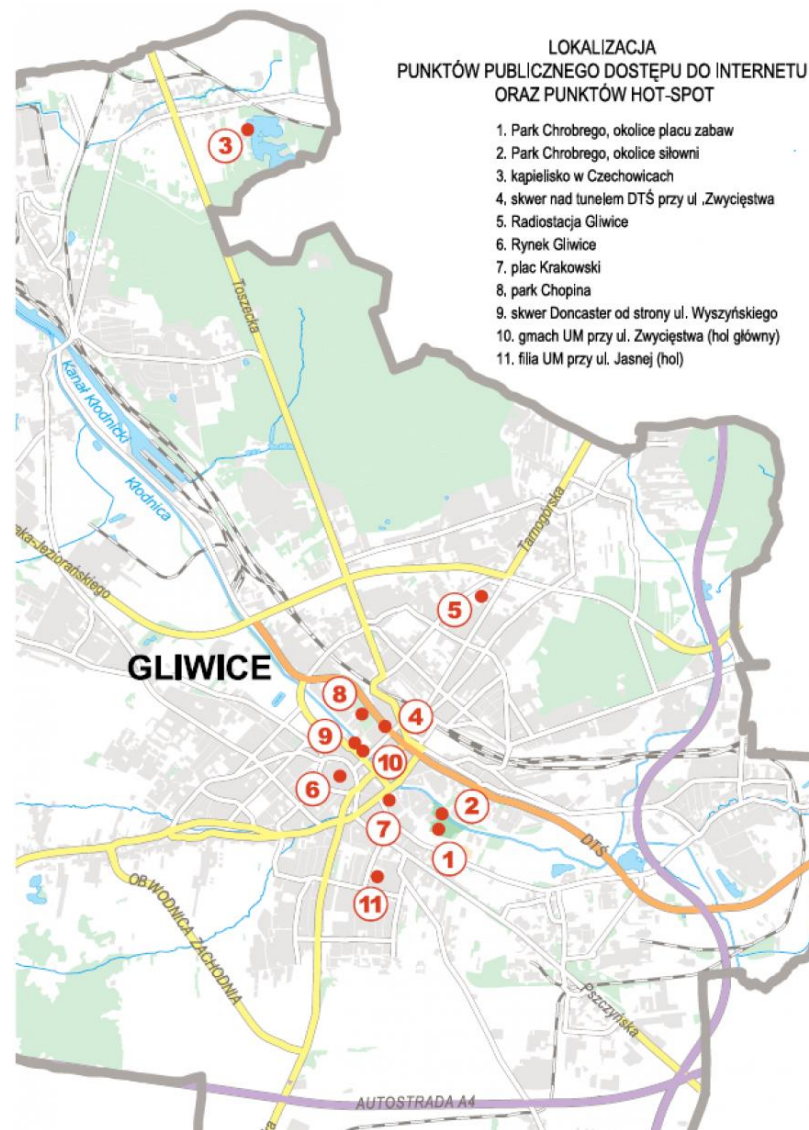 LOKALIZACJA
PUNKTÓW PUBLICZNEGO DOSTĘPU DO INTERNETU
ORAZ PUNKTÓW HOT-SPOT
1. Park Chrobrego, okolice placu zabaw
2. Park Chrobrego, okolice siłowni
3. kąpielisko w Czechowicach
4, skwer nad tunelem DTŚ przy ul ,Zwycięstwa
5. Radiostacja Gliwice
6. Rynek Gliwice
7. plac Krakowski
8, park Chopina
9. skwer Doncaster od strony ul. Wyszyńskiego
10. gmach UM przy ul. Zwycięstwa (hol główny)
11. filia UM przy ul. Jasnej (hol)
3
Toszecka
Kanał Kłodnicki
Kłodnica
Tarnogórska
aka-Jeziorańskiego
5
GLIWICE
8
4
9
10
6
7
2
1
DTŚ
11
OBWODNICA ZACHODNIA
Pszczyńska
AUTOSTRADA A4